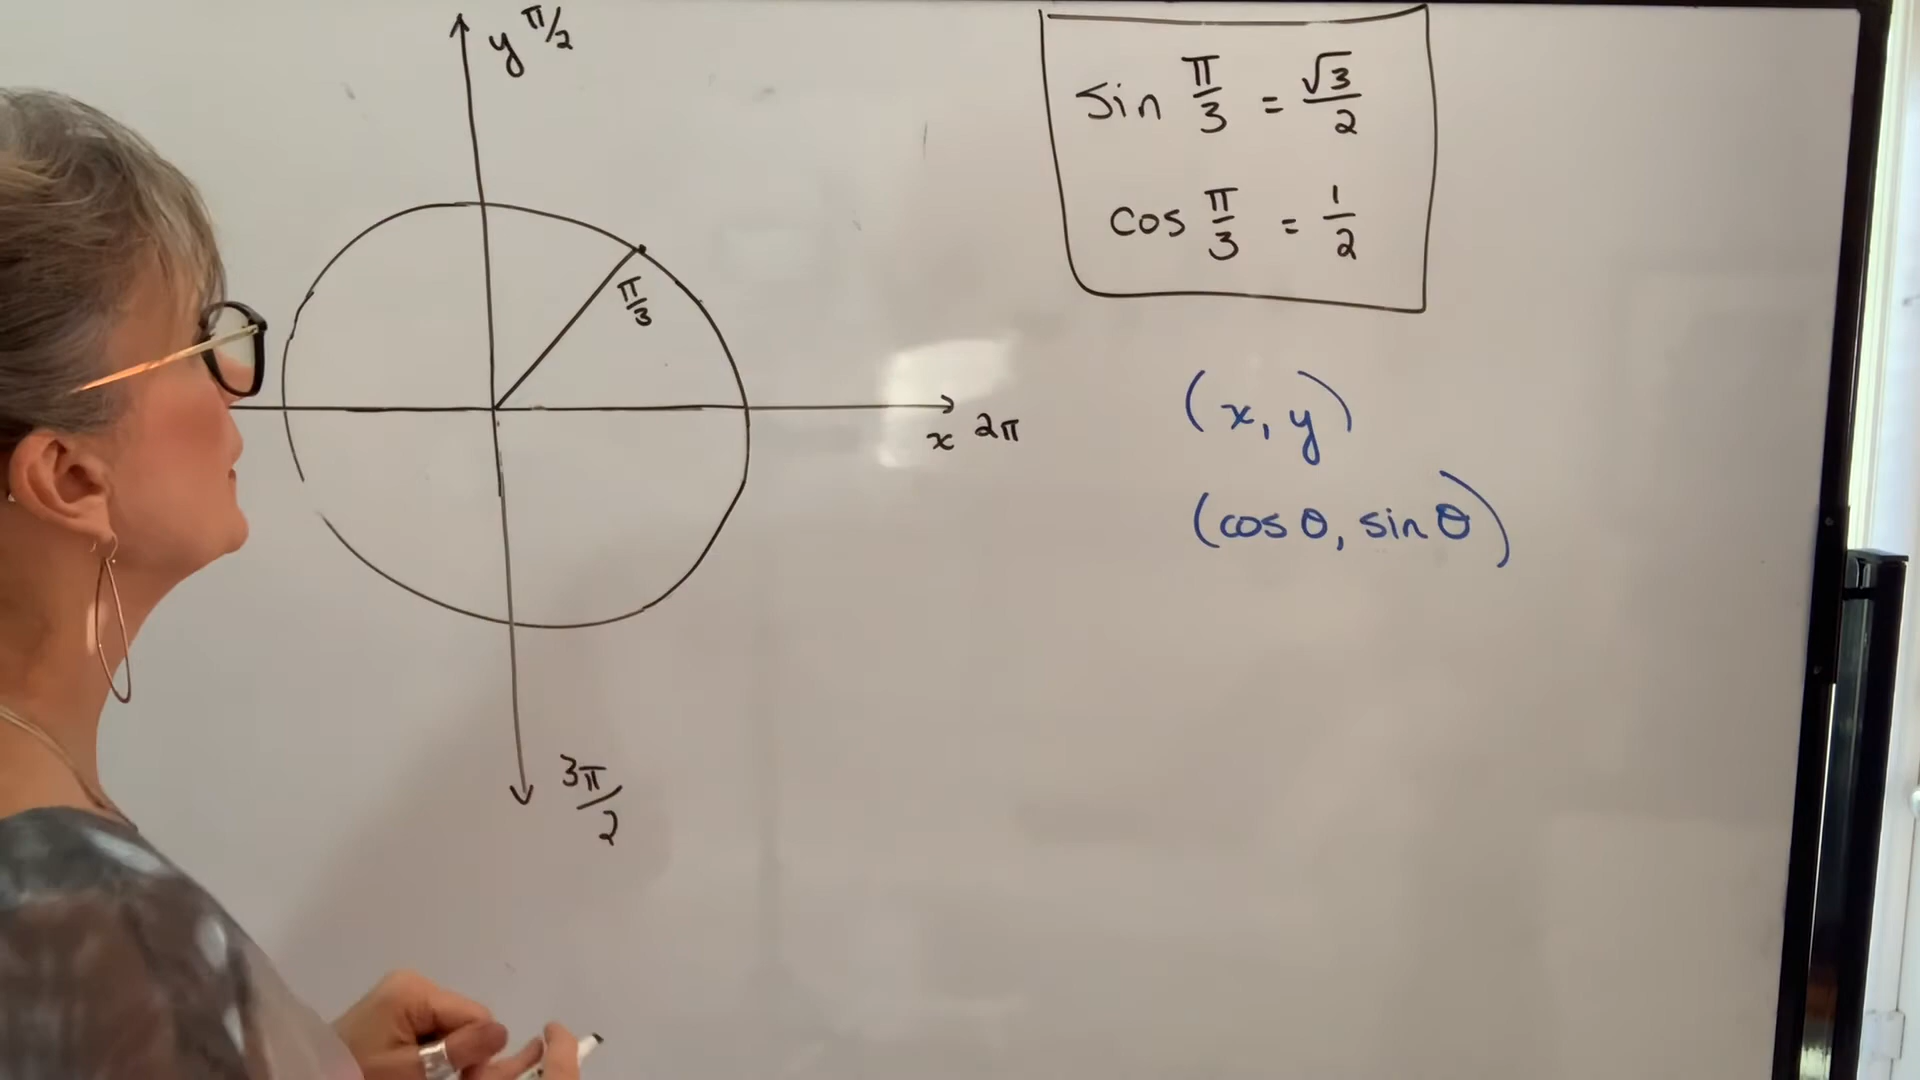 y π/2
π/3
x 2π
3π/2
sin π/3 = √3/2
cos π/3 = 1/2
(x, y)
(cos θ, sin θ)